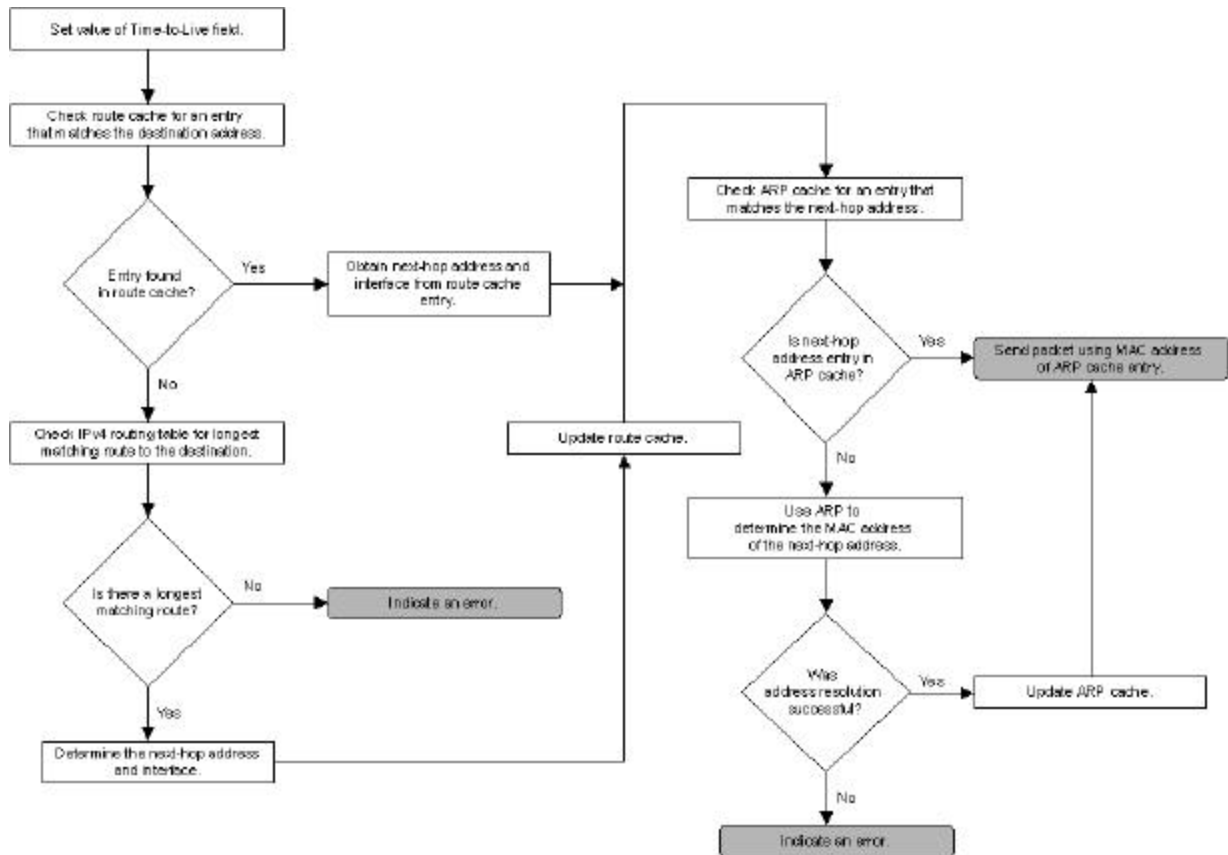 Set value of Time-to-Live field.
Check route cache for an entry
that matches the destination address.
Entry found
in route cache?
Yes
Obtain next-hop address and
interface from route cache
entry.
No
Check IPv4 routing table for longest
matching route to the destination.
Is there a longest
matching route?
No
Indicate an error.
Yes
Determine the next-hop address
and interface.
Update route cache.
Check ARP cache for an entry that
matches the next-hop address.
Is next-hop
address entry in
ARP cache?
Yes
Send packet using MAC address
of ARP cache entry.
No
Use ARP to
determine the MAC address
of the next-hop address.
Was
address resolution
successful?
Yes
Update ARP cache.
No
Indicate an error.